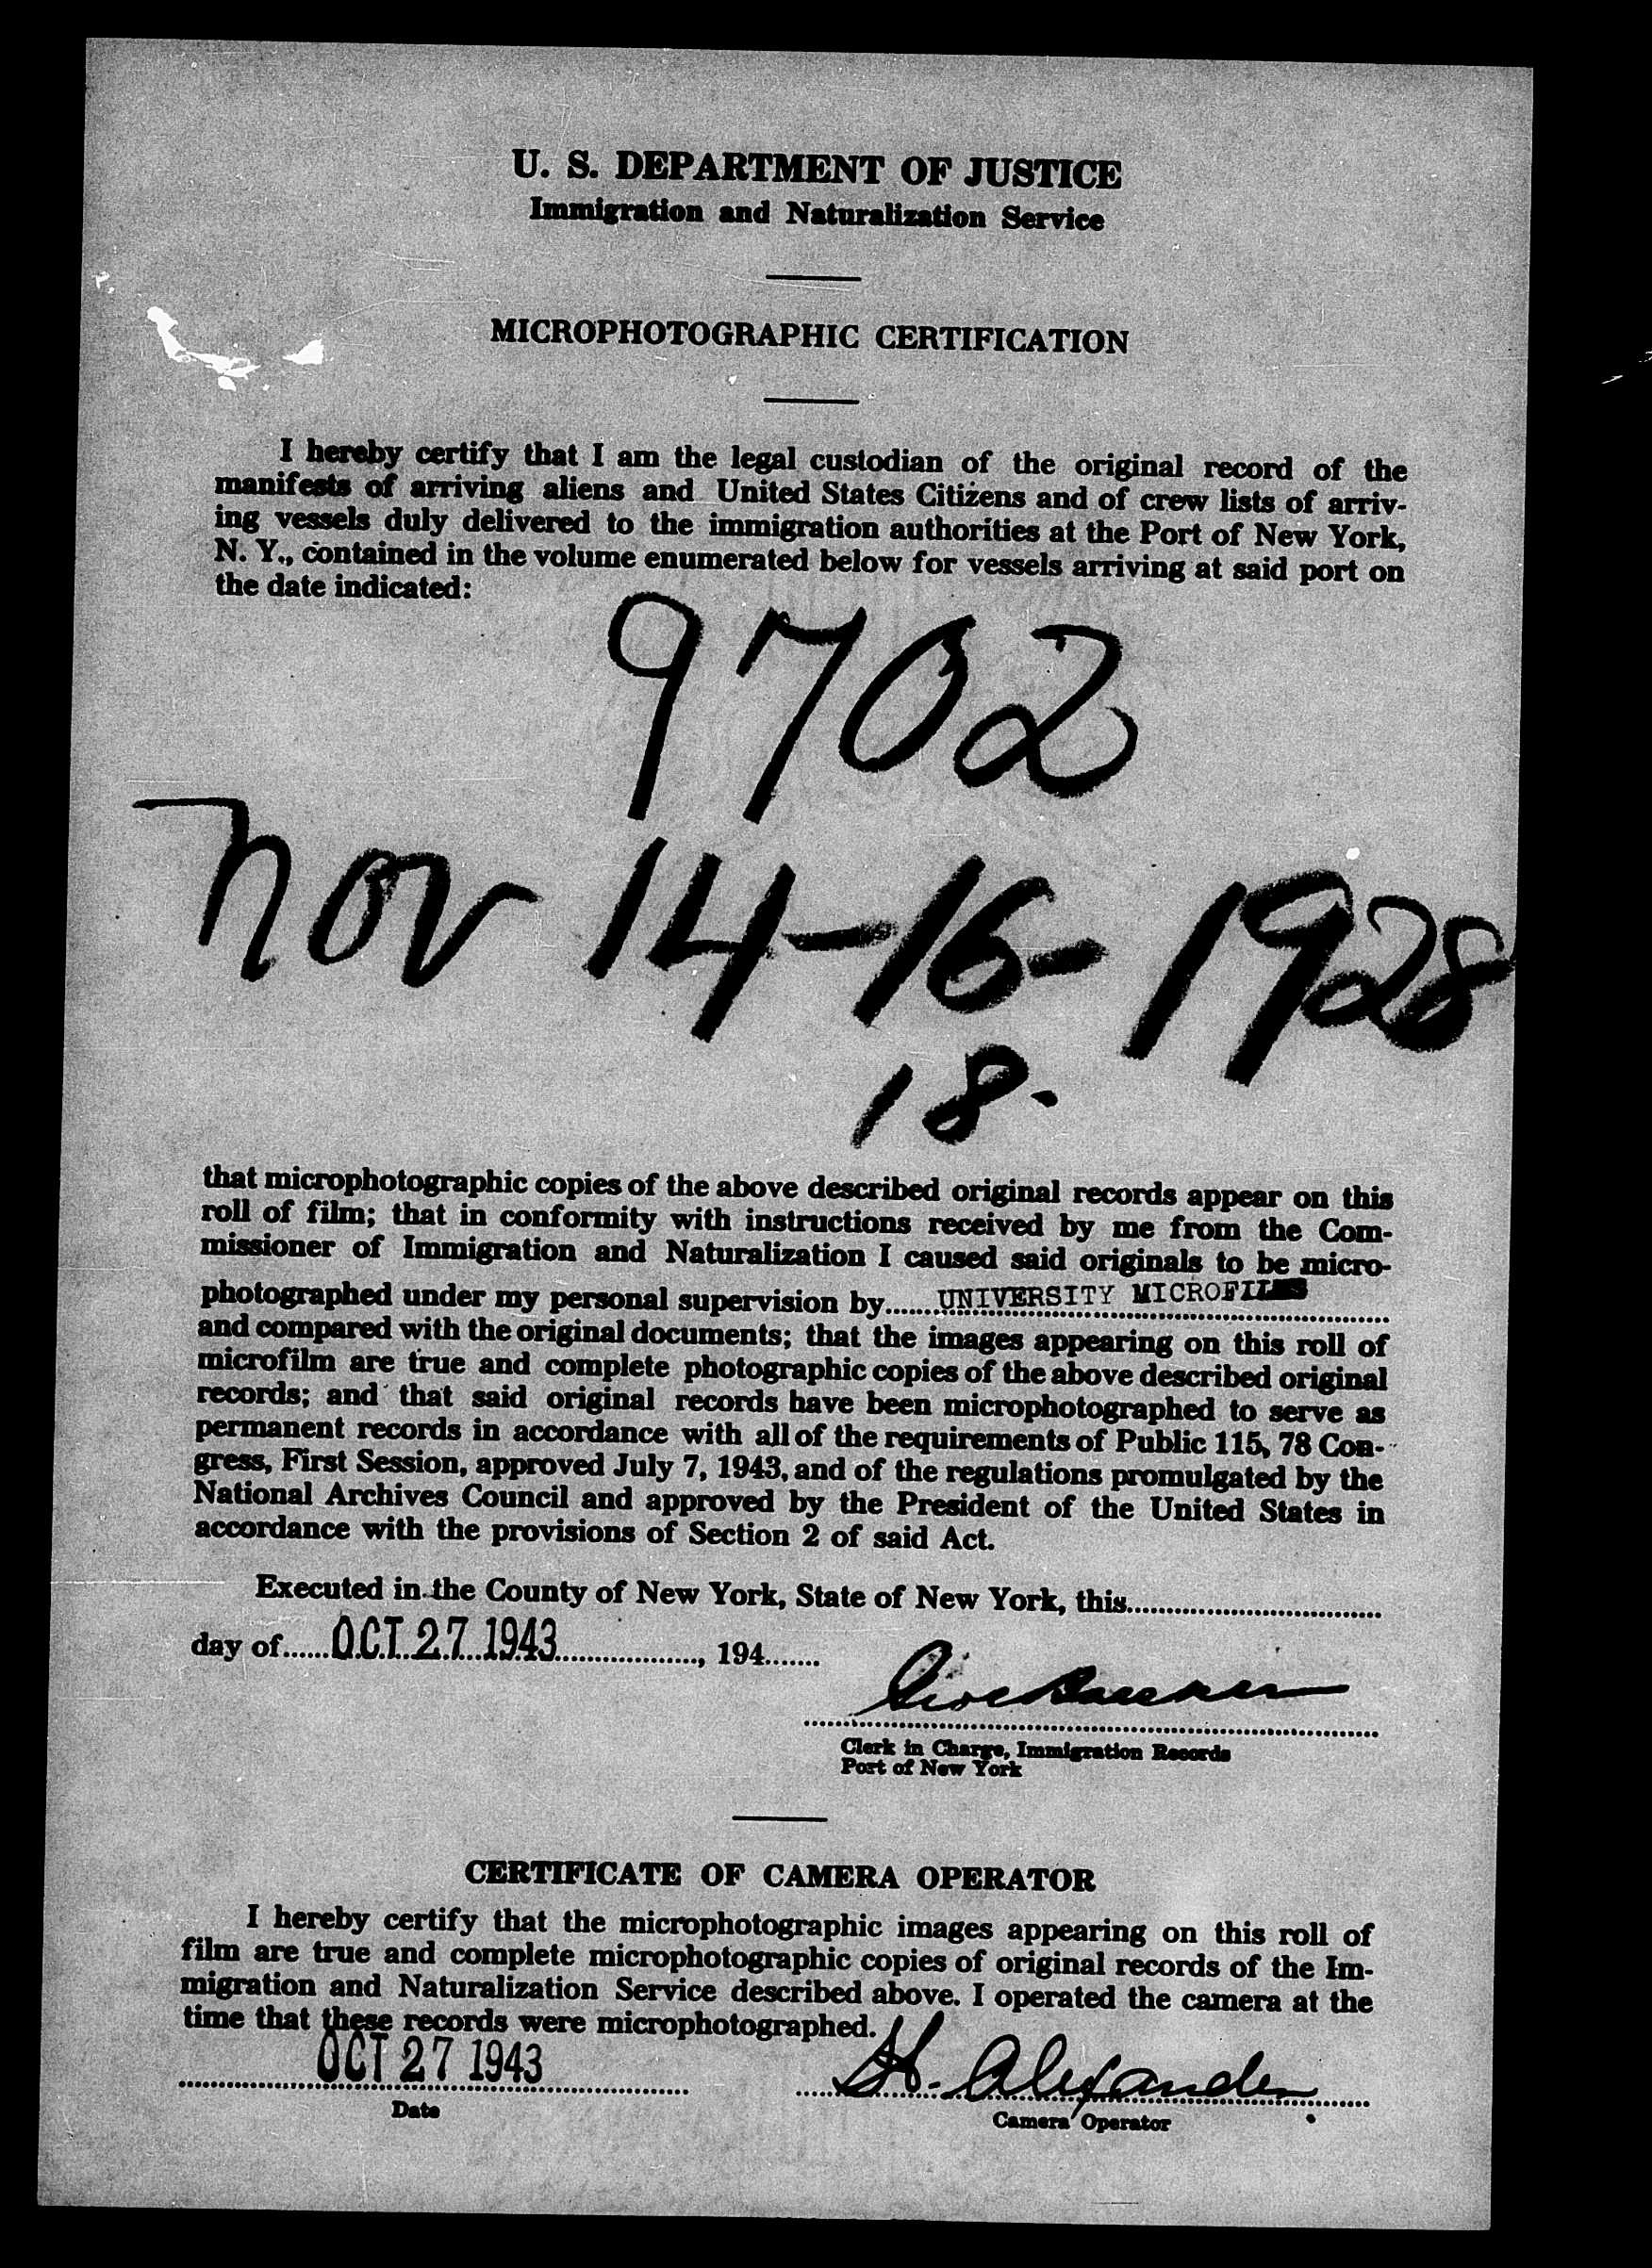 U. S. DEPARTMENT OF JUSTICE
Immigration and Naturalization Service
MICROPHOTOGRAPHIC CERTIFICATION
I hereby certify that I am the legal custodian of the original record of the
manifests of arriving aliens and United States Citizens and of crew lists of arriv-
ing vessels duly delivered to the immigration authorities at the Port of New York,
N. Y., contained in the volume enumerated below for vessels arriving at said port on
the date indicated:
9702
Nov 14-16-1928
18.
that microphotographic copies of the above described original records appear on this
roll of film; that in conformity with instructions received by me from the Com-
missioner of Immigration and Naturalization I caused said originals to be micro-
photographed under my personal supervision by.......UNIVERSITY MICROFILMS
and compared with the original documents; that the images appearing on this roll of
microfilm are true and complete photographic copies of the above described original
records; and that said original records have been microphotographed to serve as
permanent records in accordance with all of the requirements of Public 115, 78 Con-
gress, First Session, approved July 7, 1943, and of the regulations promulgated by the
National Archives Council and approved by the President of the United States in
accordance with the provisions of Section 2 of said Act.
Executed in the County of New York, State of New York, this................................
day of......OCT 27 1943.................., 194.......
Clerk in Charge, Immigration Records
Port of New York
CERTIFICATE OF CAMERA OPERATOR
I hereby certify that the microphotographic images appearing on this roll of
film are true and complete microphotographic copies of original records of the Im-
migration and Naturalization Service described above. I operated the camera at the
time that these records were microphotographed.
OCT 27 1943 H. Alexander
Date Camera Operator